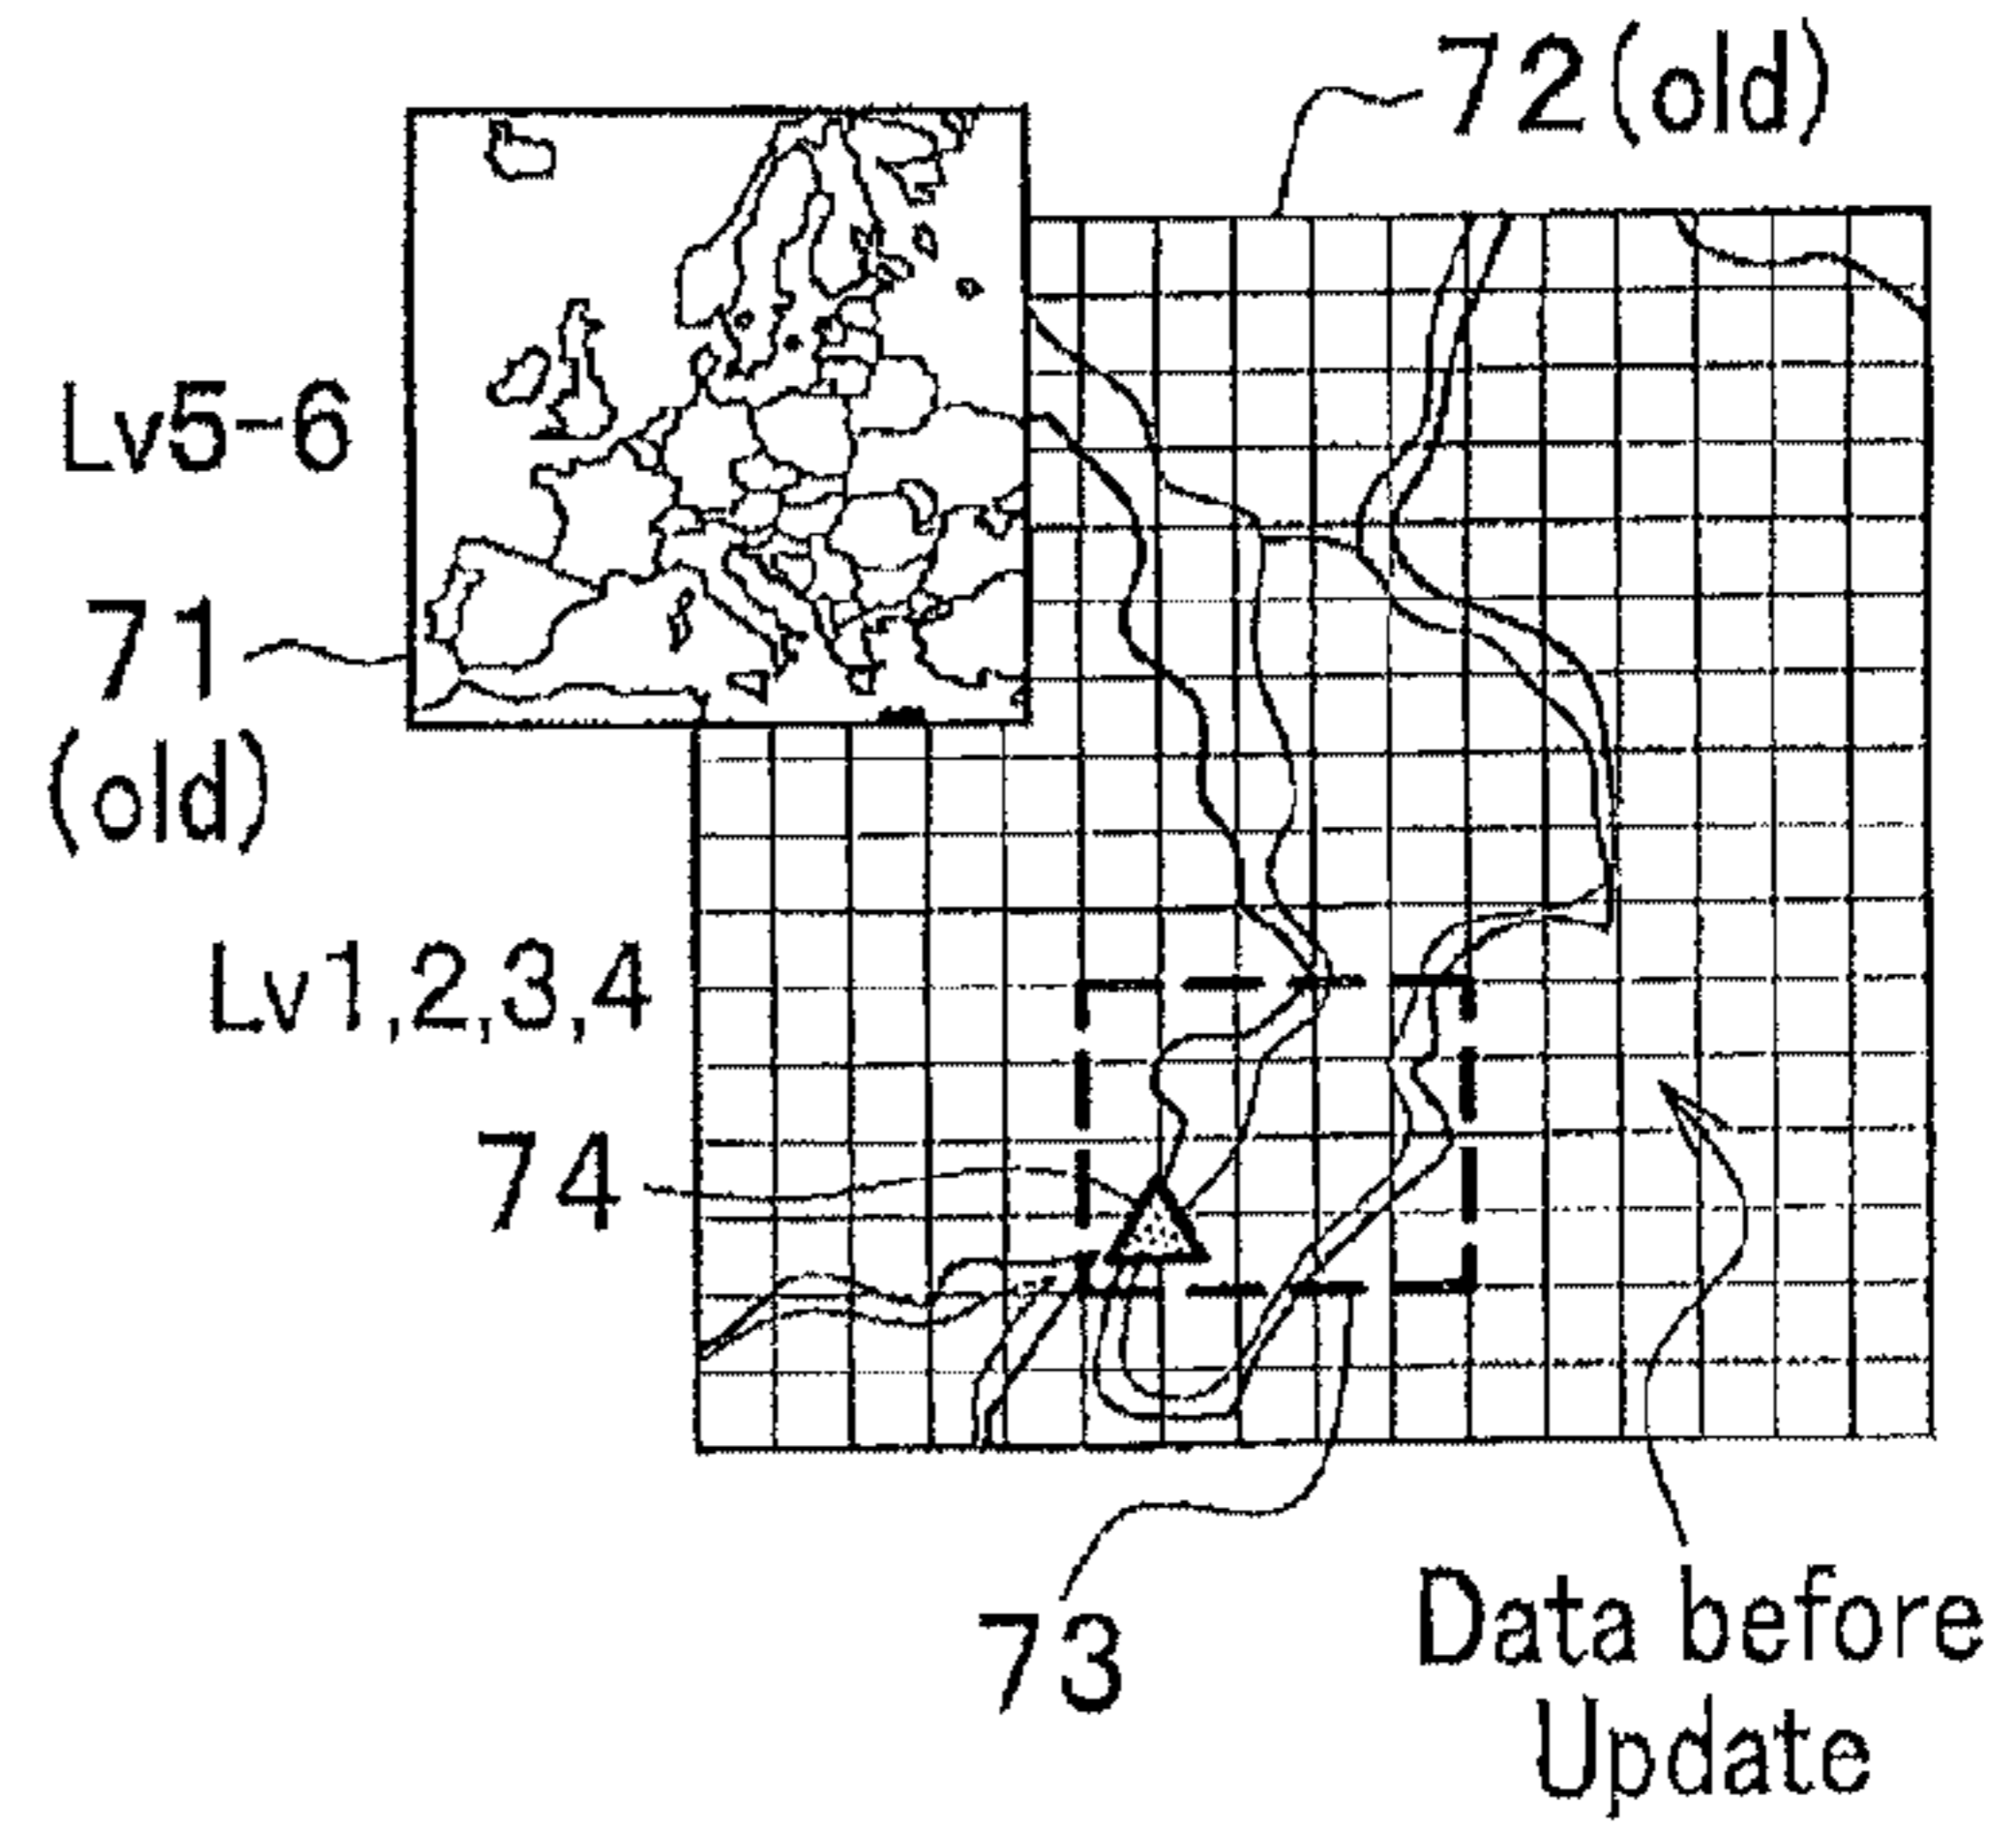 72(old)
Lv5-6
71
(old)
Lv1,2,3,4
74
73
Data before
Update